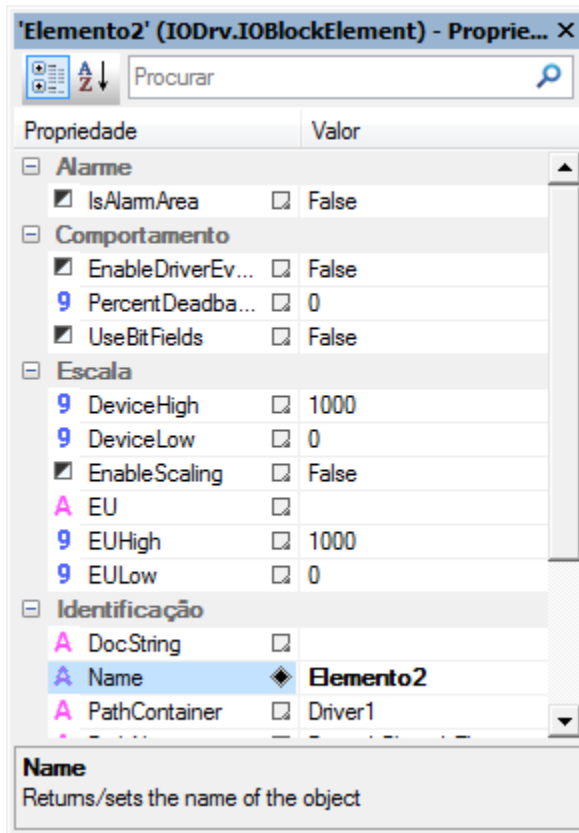 'Elemento2' (IODrv.IOBlockElement) - Proprie...
Procurar
Propriedade Valor
Alarme
IsAlarmArea False
Comportamento
EnableDriverEv... False
PercentDeadba... 0
UseBitFields False
Escala
DeviceHigh 1000
DeviceLow 0
EnableScaling False
EU
EUHigh 1000
EULow 0
Identificação
DocString
Name Elemento2
PathContainer Driver1
Name
Returns/sets the name of the object